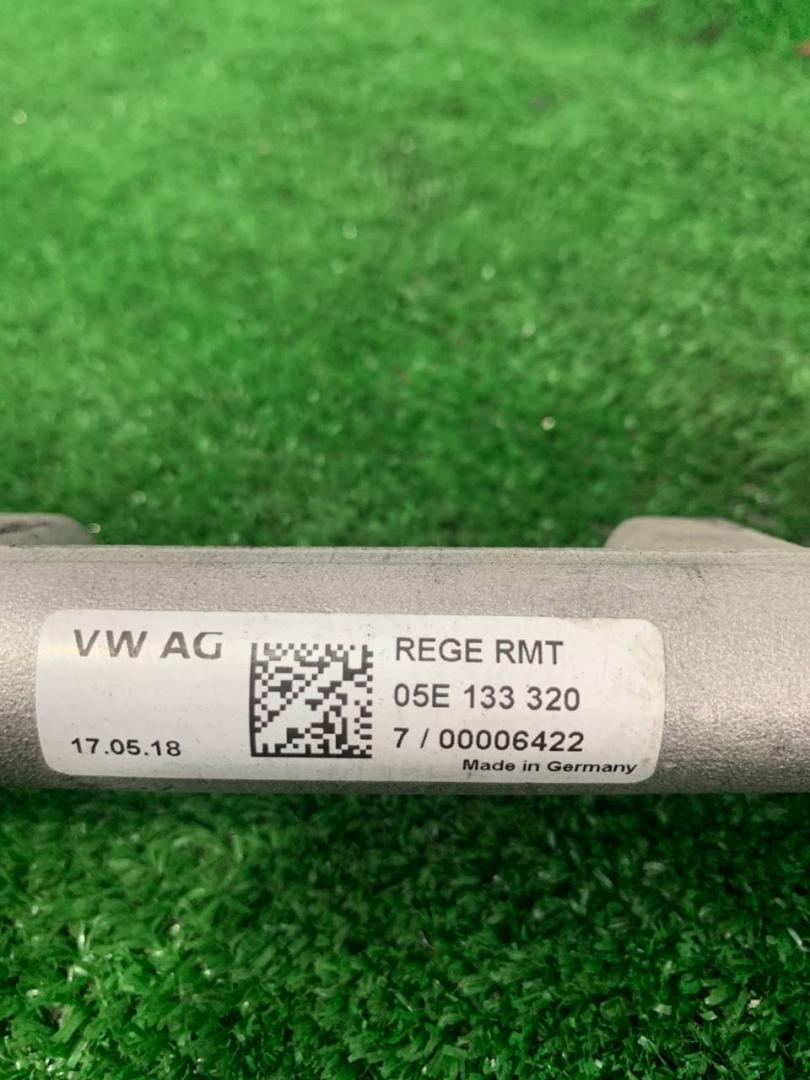 VW AG
REGE RMT
05E 133 320
17.05.18
7 / 00006422
Made in Germany